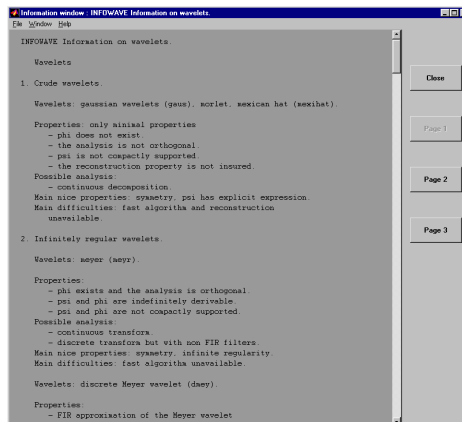 Information window : INFOWAVE Information on wavelets.
File Window Help
INFOWAVE Information on wavelets.
Wavelets
1. Crude wavelets.
Wavelets: gaussian wavelets (gaus), morlet, mexican hat (mexihat).
Properties: only minimal properties
- phi does not exist.
- the analysis is not orthogonal.
- psi is not compactly supported.
- the reconstruction property is not insured.
Possible analysis:
- continuous decomposition.
Main nice properties: symmetry, psi has explicit expression.
Main difficulties: fast algorithm and reconstruction
unavailable.
2. Infinitely regular wavelets.
Wavelets: meyer (meyr).
Properties:
- phi exists and the analysis is orthogonal.
- psi and phi are indefinitely derivable.
- psi and phi are not compactly supported.
Possible analysis:
- continuous transform.
- discrete transform but with non FIR filters.
Main nice properties: symmetry, infinite regularity.
Main difficulties: fast algorithm unavailable.
Wavelets: discrete Meyer wavelet (dmey).
Properties:
- FIR approximation of the Meyer wavelet
Close
Page 1
Page 2
Page 3